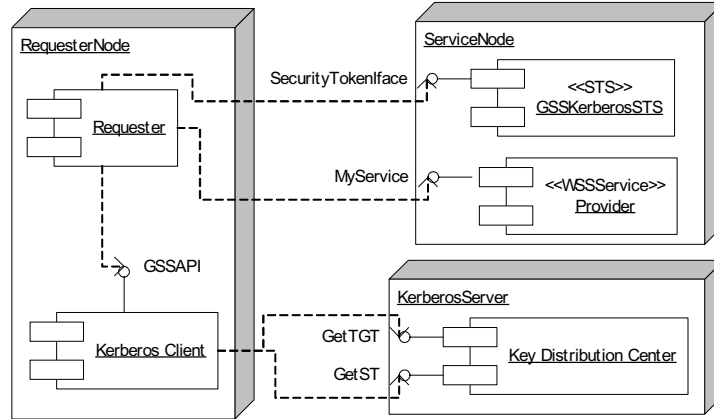 RequesterNode
ServiceNode
SecurityTokenIface
<<STS>>
GSSKerberosSTS
Requester
MyService
<<WSSService>>
Provider
GSSAPI
KerberosServer
GetTGT
Kerberos Client
Key Distribution Center
GetST